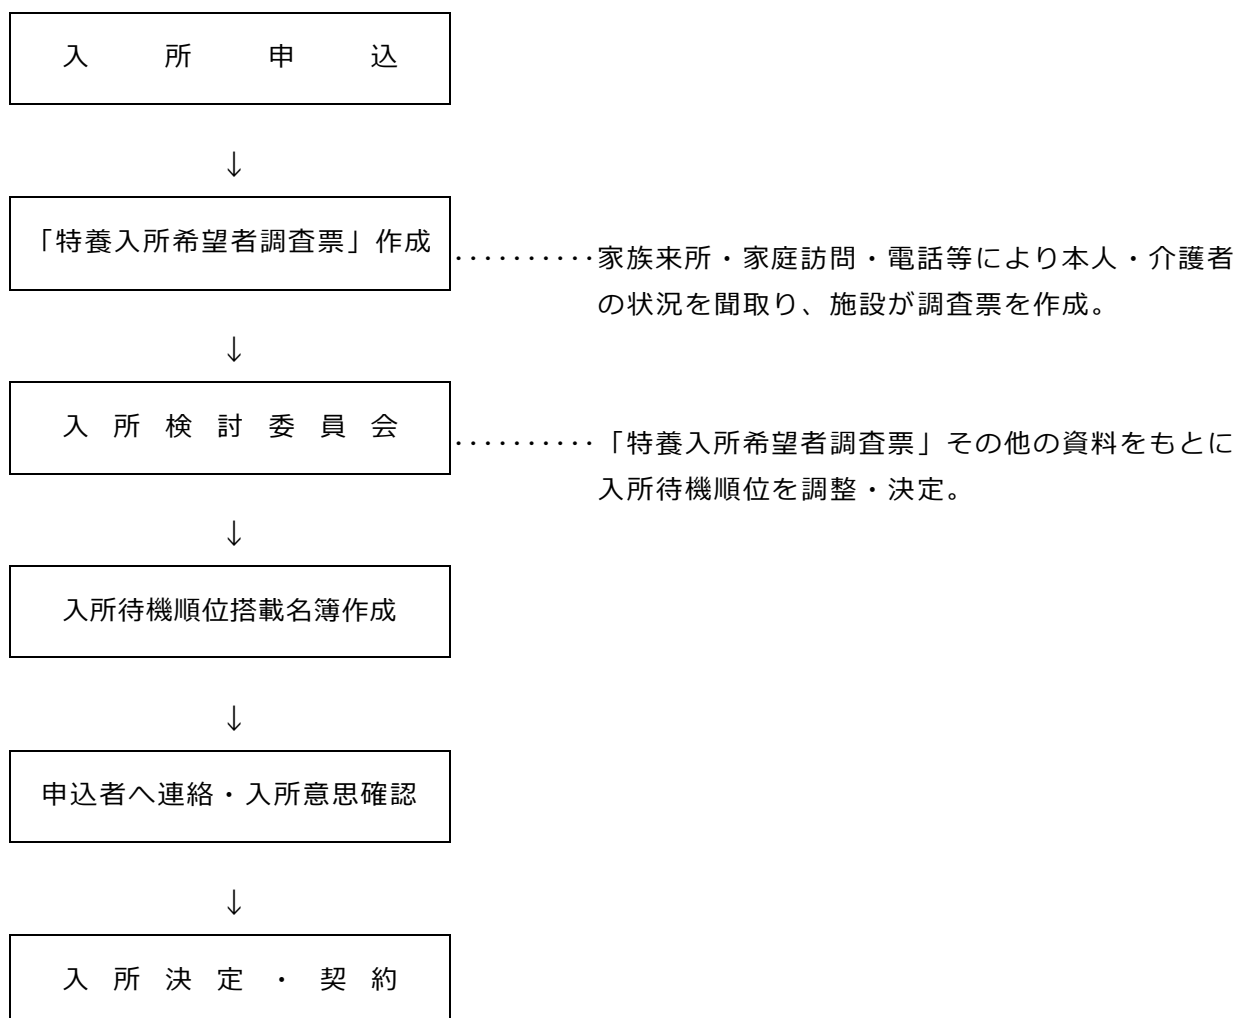 入所申込
↓
「特養入所希望者調査票」作成
‥‥‥‥‥家族来所・家庭訪問・電話等により本人・介護者
の状況を聞取り、施設が調査票を作成。
↓
入所検討委員会
‥‥‥‥‥「特養入所希望者調査票」その他の資料をもとに
入所待機順位を調整・決定。
↓
入所待機順位搭載名簿作成
↓
申込者へ連絡・入所意思確認
↓
入所決定・契約